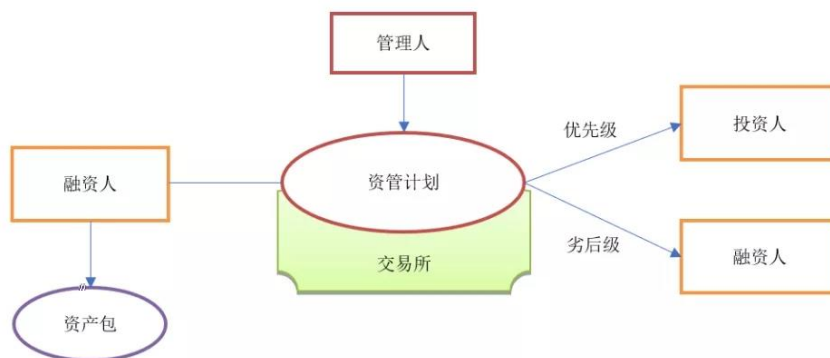 管理人
优先级
投资人
融资人
资管计划
劣后级
融资人
交易所
资产包